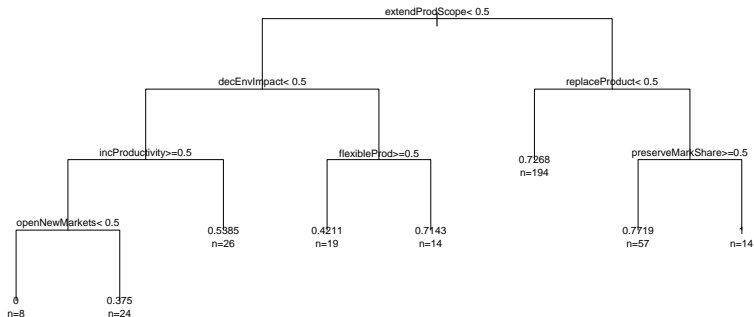 extendProdScope< 0.5
decEnvImpact< 0.5
replaceProduct< 0.5
incProductivity>=0.5
flexibleProd>=0.5
0.7268
n=194
preserveMarkShare>=0.5
openNewMarkets< 0.5
0.5385
n=26
0.4211
n=19
0.7143
n=14
0.7719
n=57
1
n=14
0
n=8
0.375
n=24